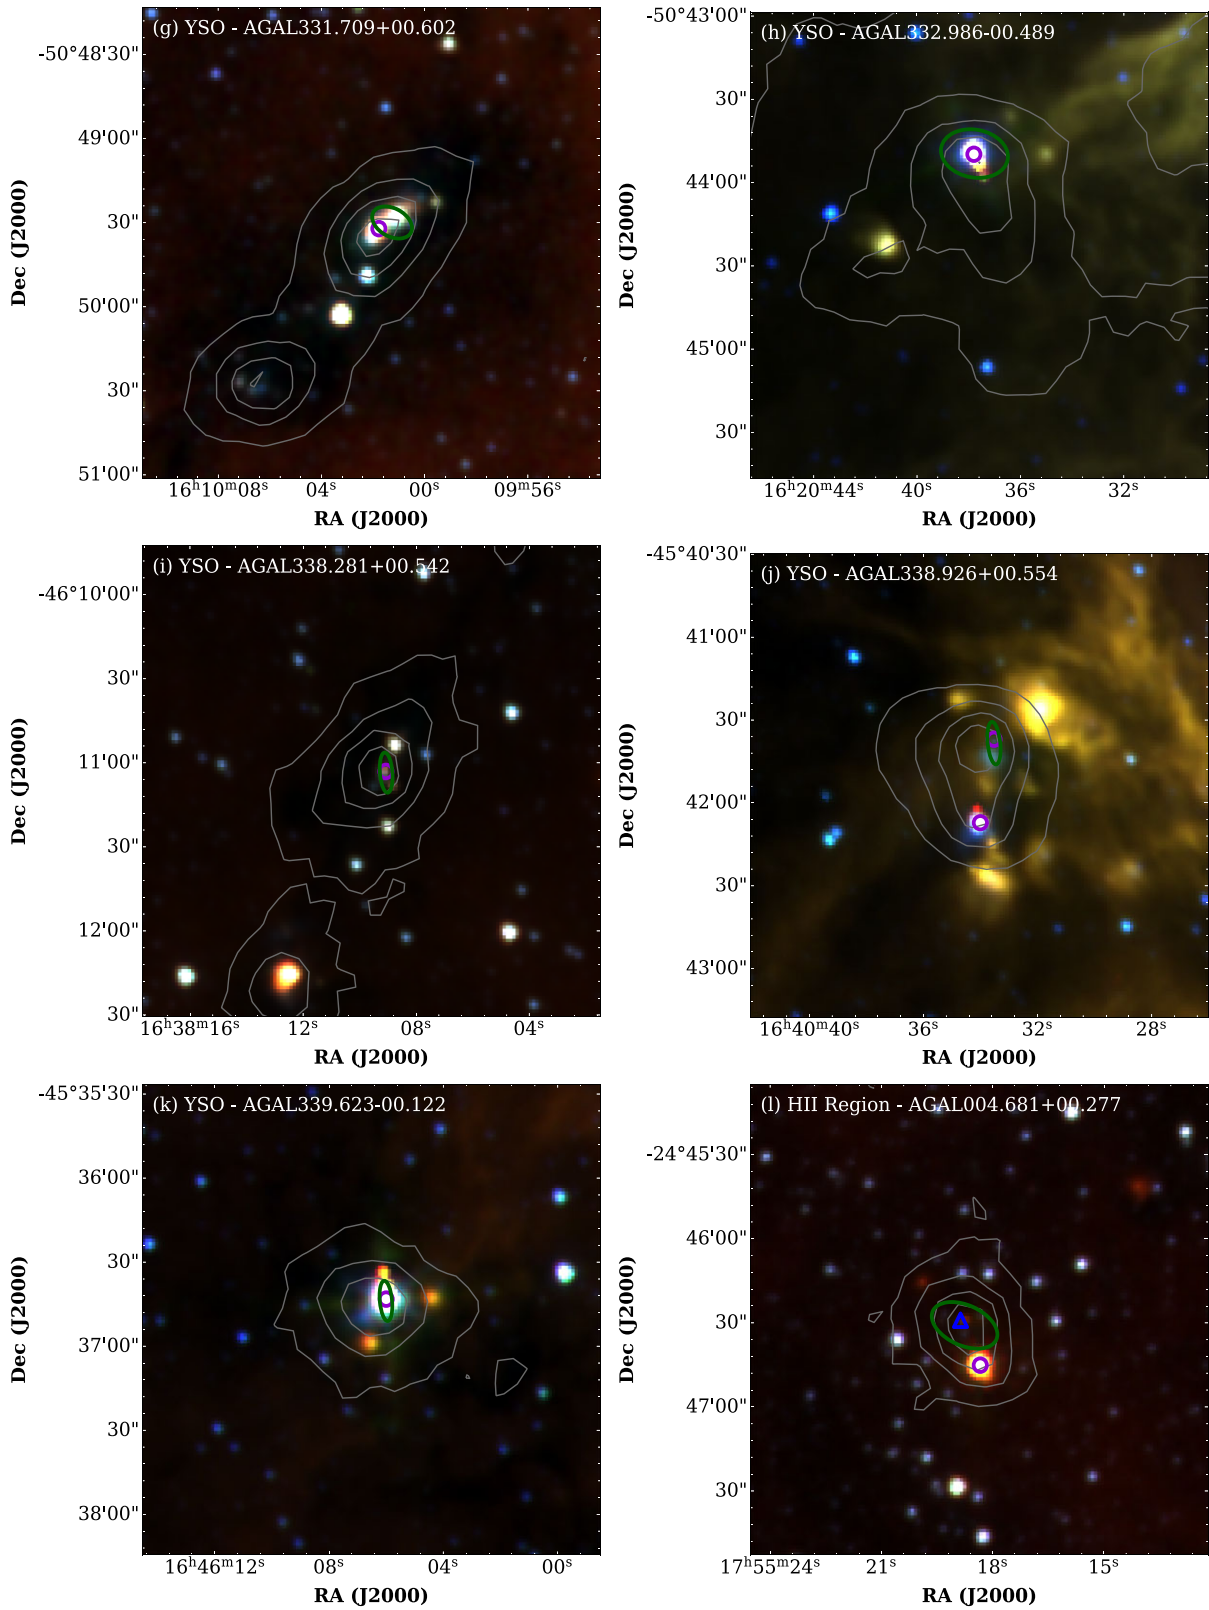 (g) YSO - AGAL331.709+00.602
-50°48'30"
49'00"
30"
50'00"
30"
51'00"
16ʰ10ᵐ08ˢ 04ˢ 00ˢ 09ᵐ56ˢ
RA (J2000)
Dec (J2000)
(h) YSO - AGAL332.986-00.489
-50°43'00"
30"
44'00"
30"
45'00"
30"
16ʰ20ᵐ44ˢ 40ˢ 36ˢ 32ˢ
RA (J2000)
Dec (J2000)
(i) YSO - AGAL338.281+00.542
-46°10'00"
30"
11'00"
30"
12'00"
30"
16ʰ38ᵐ16ˢ 12ˢ 08ˢ 04ˢ
RA (J2000)
Dec (J2000)
(j) YSO - AGAL338.926+00.554
-45°40'30"
41'00"
30"
42'00"
30"
43'00"
16ʰ40ᵐ40ˢ 36ˢ 32ˢ 28ˢ
RA (J2000)
Dec (J2000)
(k) YSO - AGAL339.623-00.122
-45°35'30"
36'00"
30"
37'00"
30"
38'00"
16ʰ46ᵐ12ˢ 08ˢ 04ˢ 00ˢ
RA (J2000)
Dec (J2000)
(l) HII Region - AGAL004.681+00.277
-24°45'30"
46'00"
30"
47'00"
30"
17ʰ55ᵐ24ˢ 21ˢ 18ˢ 15ˢ
RA (J2000)
Dec (J2000)